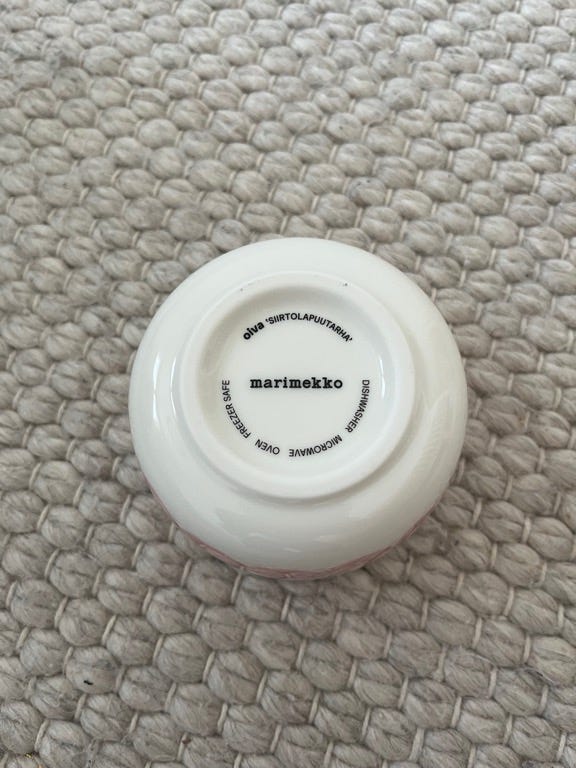 oiva 'SIIRTOLAPUUTARHA'
marimekko
DISHWASHER MICROWAVE OVEN FREEZER SAFE